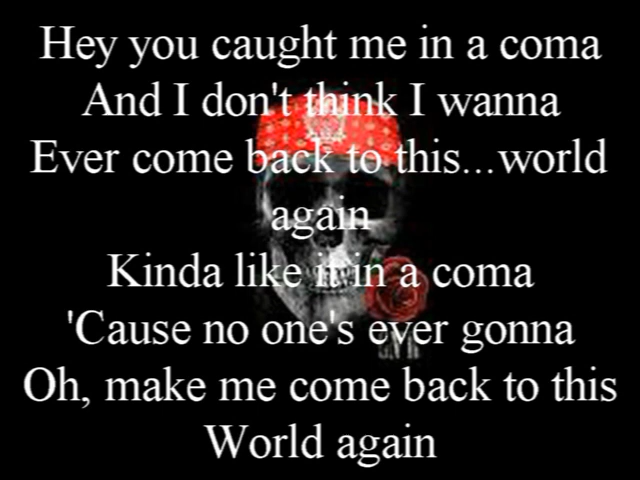 Hey you caught me in a coma
And I don't think I wanna
Ever come back to this...world
again
Kinda like it in a coma
'Cause no one's ever gonna
Oh, make me come back to this
World again